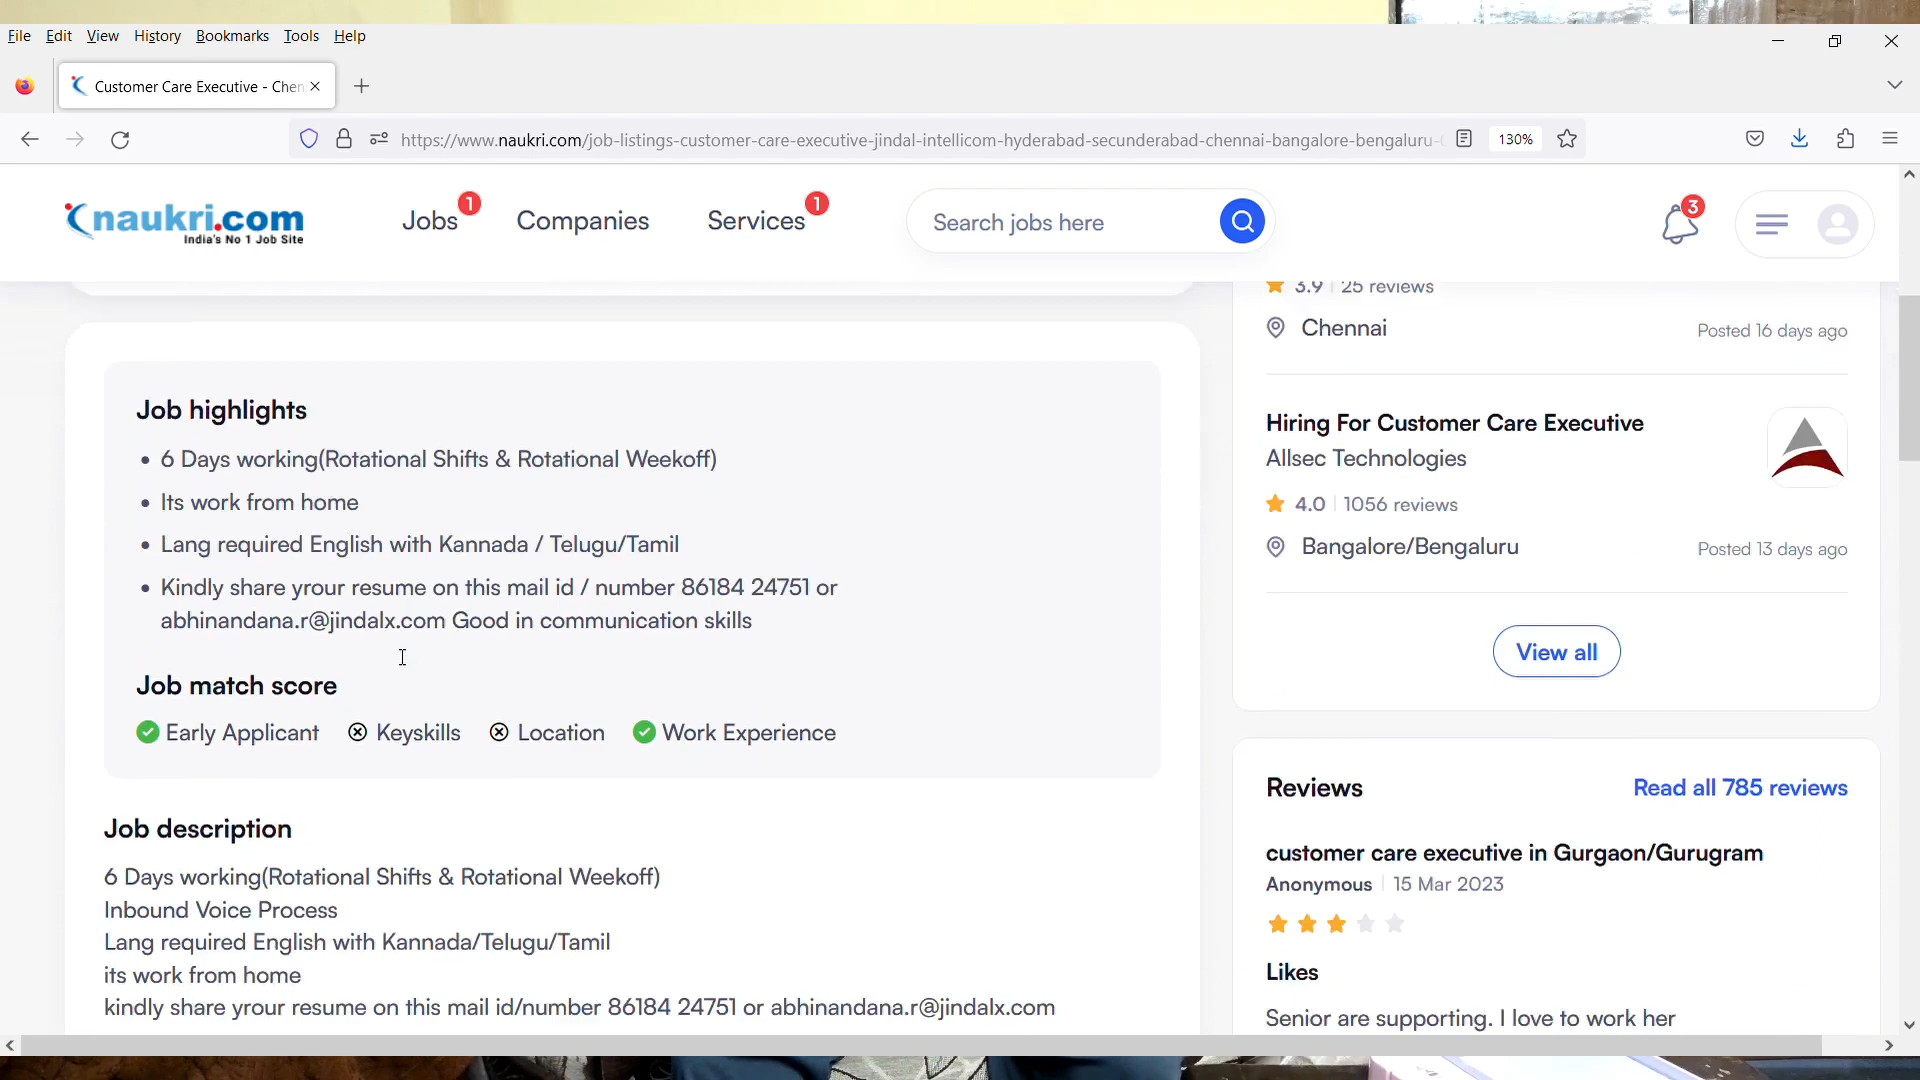 File Edit View History Bookmarks Tools Help
Customer Care Executive - Chen
https://www.naukri.com/job-listings-customer-care-executive-jindal-intellicom-hyderabad-secunderabad-chennai-bangalore-bengaluru-
130%
naukri.com
India's No 1 Job Site
Jobs 1
Companies
Services 1
Search jobs here
3
Job highlights
• 6 Days working(Rotational Shifts & Rotational Weekoff)
• Its work from home
• Lang required English with Kannada / Telugu/Tamil
• Kindly share yrour resume on this mail id / number 86184 24751 or
abhinandana.r@jindalx.com Good in communication skills
Job match score
Early Applicant Keyskills Location Work Experience
Job description
6 Days working(Rotational Shifts & Rotational Weekoff)
Inbound Voice Process
Lang required English with Kannada/Telugu/Tamil
its work from home
kindly share yrour resume on this mail id/number 86184 24751 or abhinandana.r@jindalx.com
3.9 | 25 reviews
Chennai
Posted 16 days ago
Hiring For Customer Care Executive
Allsec Technologies
4.0 | 1056 reviews
Bangalore/Bengaluru
Posted 13 days ago
View all
Reviews
Read all 785 reviews
customer care executive in Gurgaon/Gurugram
Anonymous | 15 Mar 2023
Likes
Senior are supporting. I love to work her